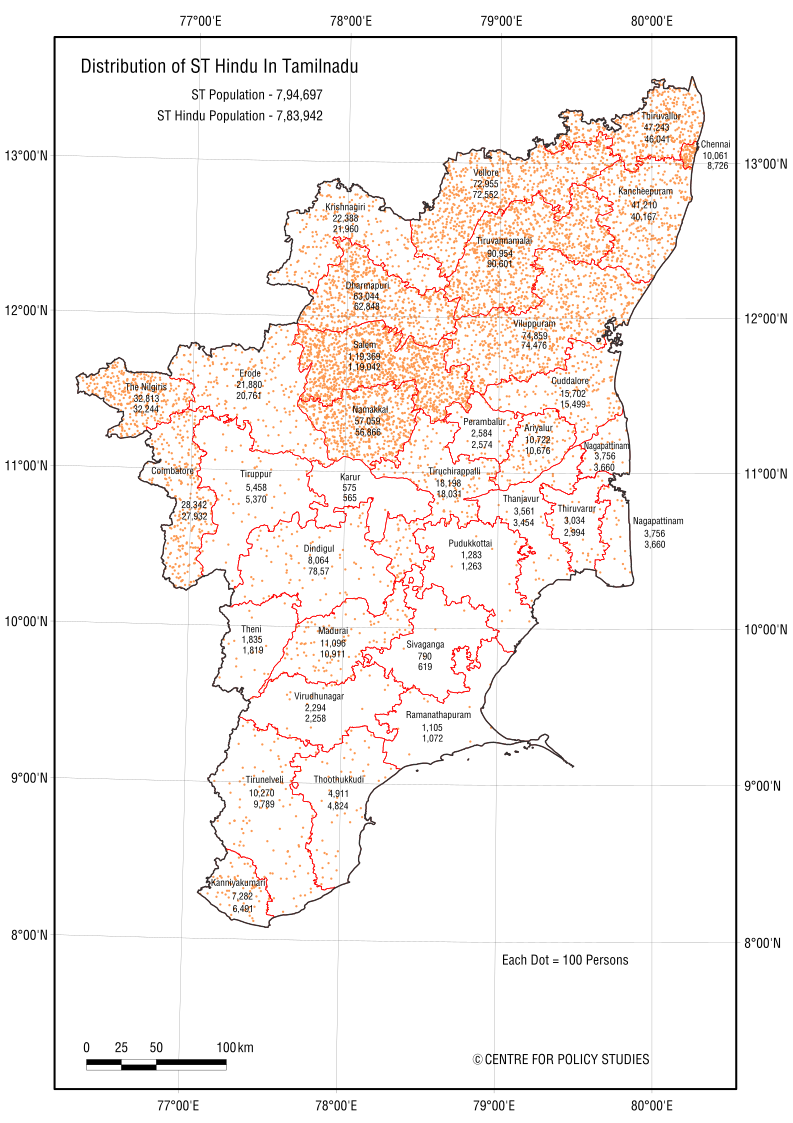 77°00'E 78°00'E 79°00'E 80°00'E
Distribution of ST Hindu In Tamilnadu
ST Population - 7,94,697
ST Hindu Population - 7,83,942
Thiruvallur
47,243
46,041
Chennai
10,061
8,726
13°00'N
13°00'N
Vellore
72,955
72,552
Kancheepuram
41,210
40,167
Krishnagiri
22,388
21,960
Tiruvannamalai
90,954
90,601
Dharmapuri
63,044
62,848
12°00'N
12°00'N
Viluppuram
74,859
74,476
Salem
1,19,369
1,19,042
Erode
21,880
20,761
The Nilgiris
32,813
32,244
Cuddalore
15,702
15,499
Namakkal
57,059
56,866
Perambalur
2,584
2,574
Ariyalur
10,722
10,676
Nagapattinam
3,756
3,660
11°00'N
11°00'N
Coimbatore
28,342
27,932
Tiruppur
5,458
5,370
Karur
575
565
Tiruchirappalli
18,198
18,031
Thanjavur
3,561
3,454
Thiruvarur
3,034
2,994
Nagapattinam
3,756
3,660
Dindigul
8,064
78,57
Pudukkottai
1,283
1,263
10°00'N
10°00'N
Theni
1,835
1,819
Madurai
11,096
10,911
Sivaganga
790
619
Virudhunagar
2,294
2,258
Ramanathapuram
1,105
1,072
9°00'N
9°00'N
Tirunelveli
10,270
9,789
Thoothukkudi
4,911
4,824
Kanniyakumari
7,282
6,491
8°00'N
8°00'N
Each Dot = 100 Persons
0 25 50 100 km
© CENTRE FOR POLICY STUDIES
77°00'E 78°00'E 79°00'E 80°00'E